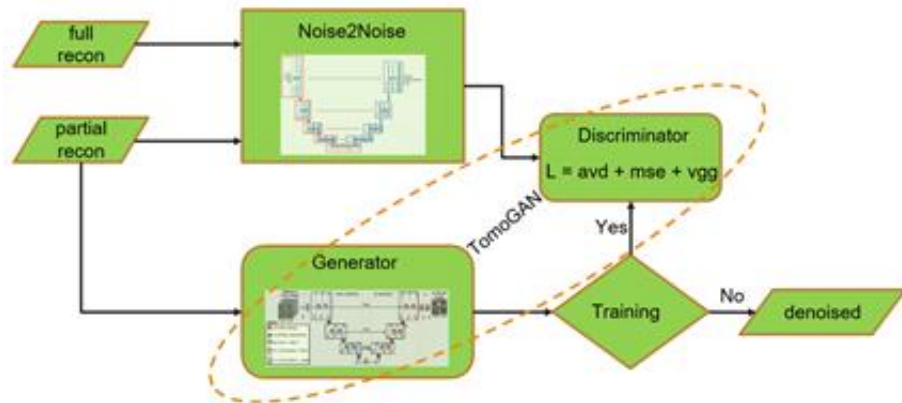 full
recon
Noise2Noise
partial
recon
Discriminator
L = avd + mse + vgg
TomoGAN
Yes
Generator
Training
No
denoised